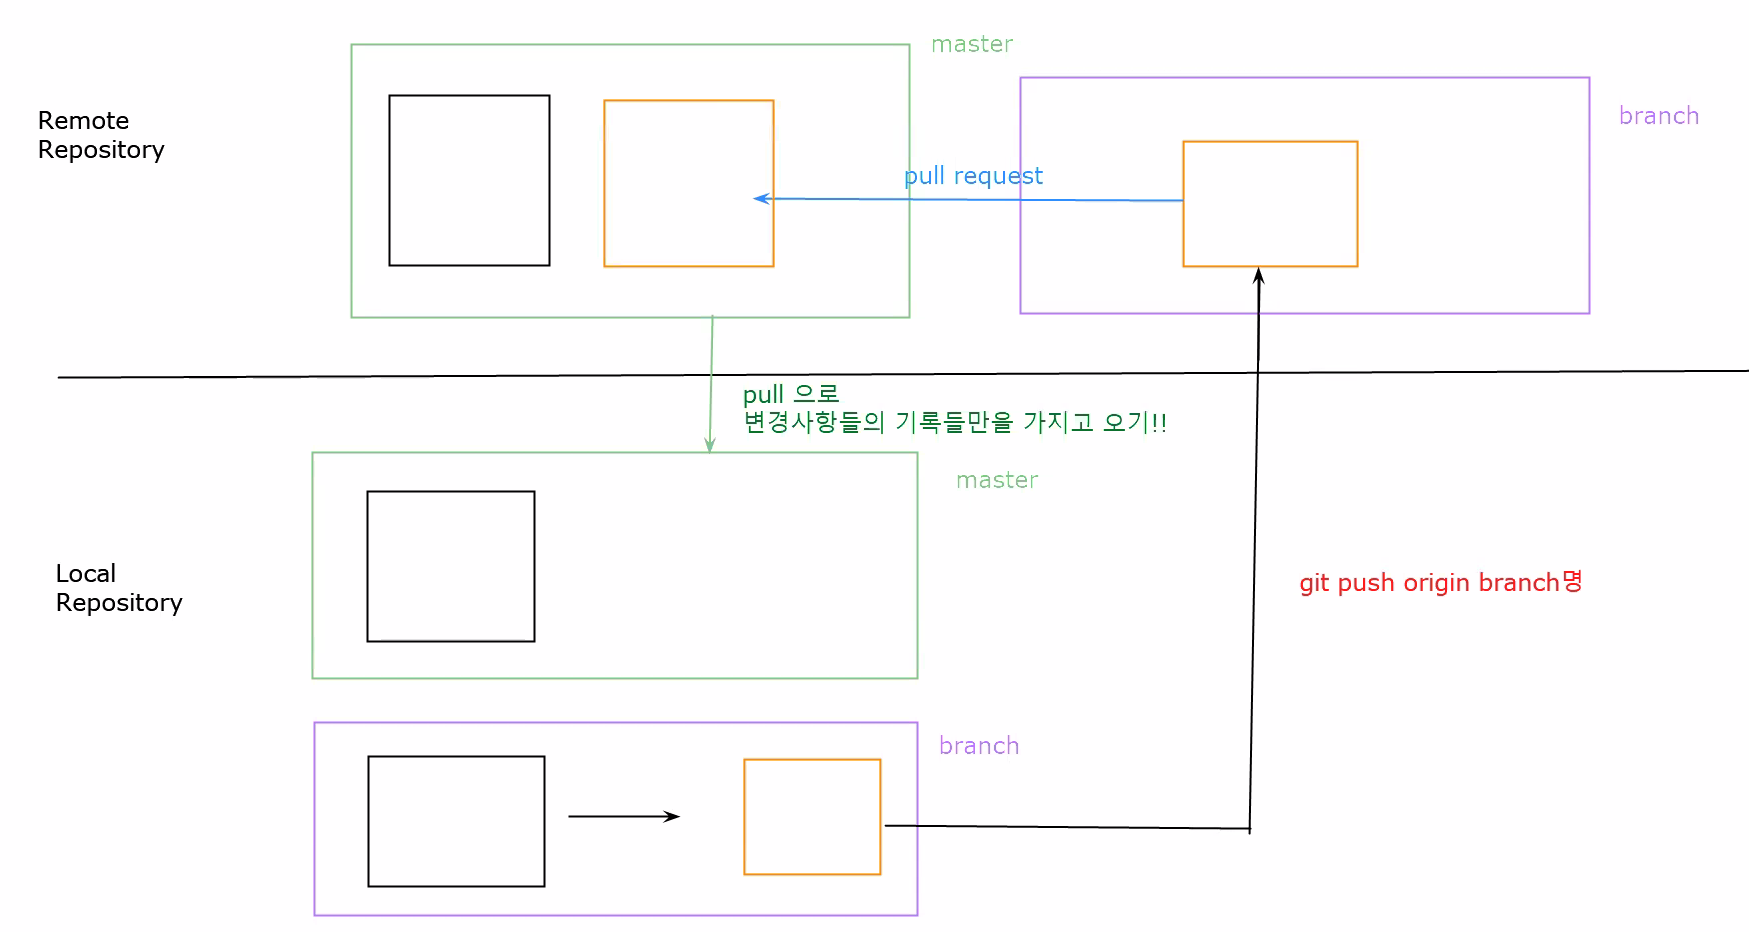 master
branch
Remote
Repository
pull request
pull 으로
변경사항들의 기록들만을 가지고 오기!!
master
Local
Repository
git push origin branch명
branch